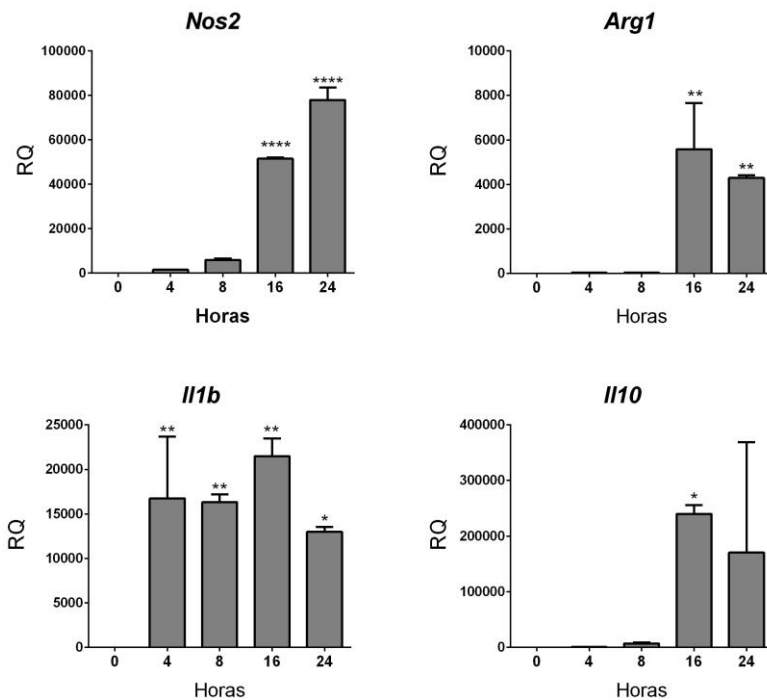 Nos2
RQ
100000
80000
60000
40000
20000
0
****
****
0 4 8 16 24
Horas
Arg1
RQ
10000
8000
6000
4000
2000
0
**
**
0 4 8 16 24
Horas
Il1b
RQ
25000
20000
15000
10000
5000
0
** ** ** *
0 4 8 16 24
Horas
Il10
RQ
400000
300000
200000
100000
0
*
0 4 8 16 24
Horas